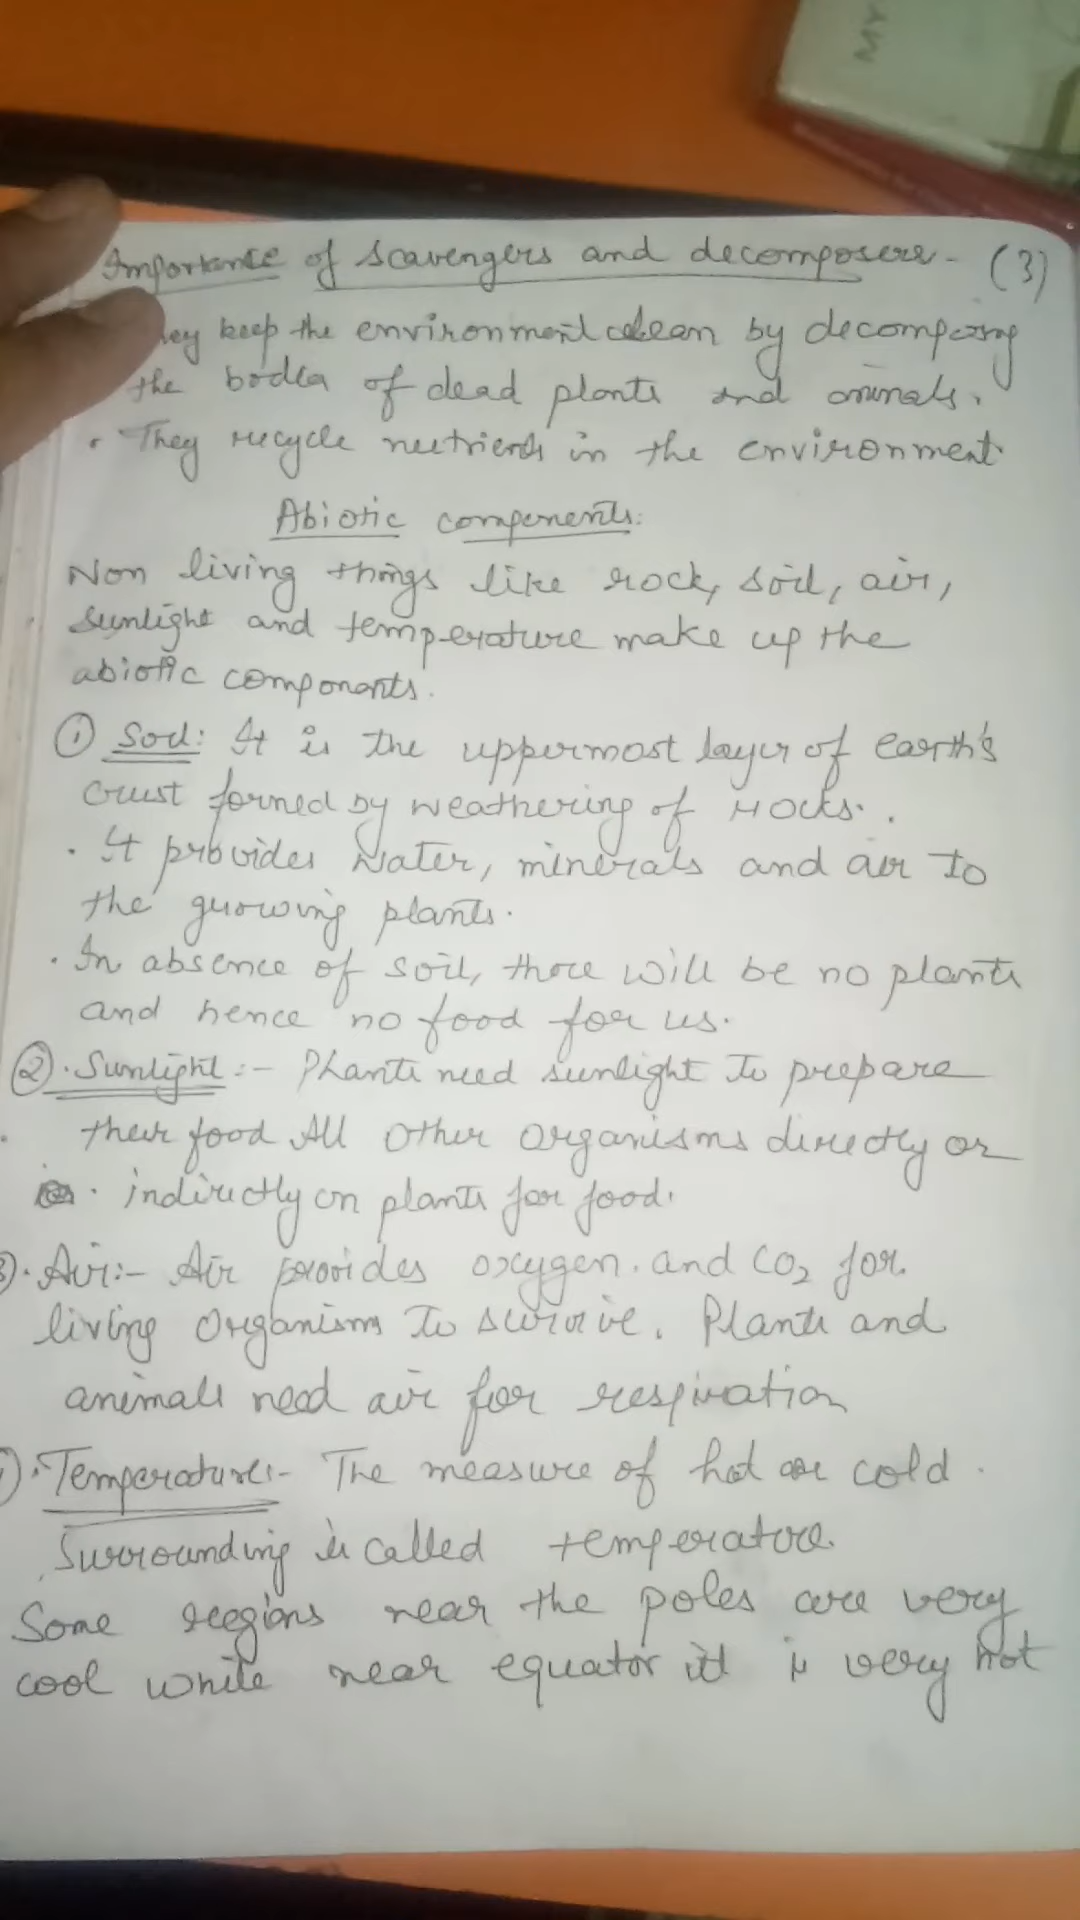 MY
Importance of scavengers and decomposers - (3)
hey keep the environment clean by decomposing
the bodies of dead plants and animals.
• They recycle nutrients in the environment
Abiotic components:
Non living things like rock, soil, air,
sunlight and temperature make up the
abiotic components.
① Soil: It is the uppermost layer of earth's
crust formed by weathering of rocks.
• It provides water, minerals and air to
the growing plants.
• In absence of soil, there will be no plants
and hence no food for us.
②. Sunlight :- Plants need sunlight to prepare
their food All other organisms directly or
. indirectly on plants for food.
3). Air:- Air provides oxygen. and CO₂ for
living organisms to survive. Plants and
animals need air for respiration
. Temperature:- The measure of hot or cold
surrounding is called temperature.
Some regions near the poles are very
cool while near equator it is very hot